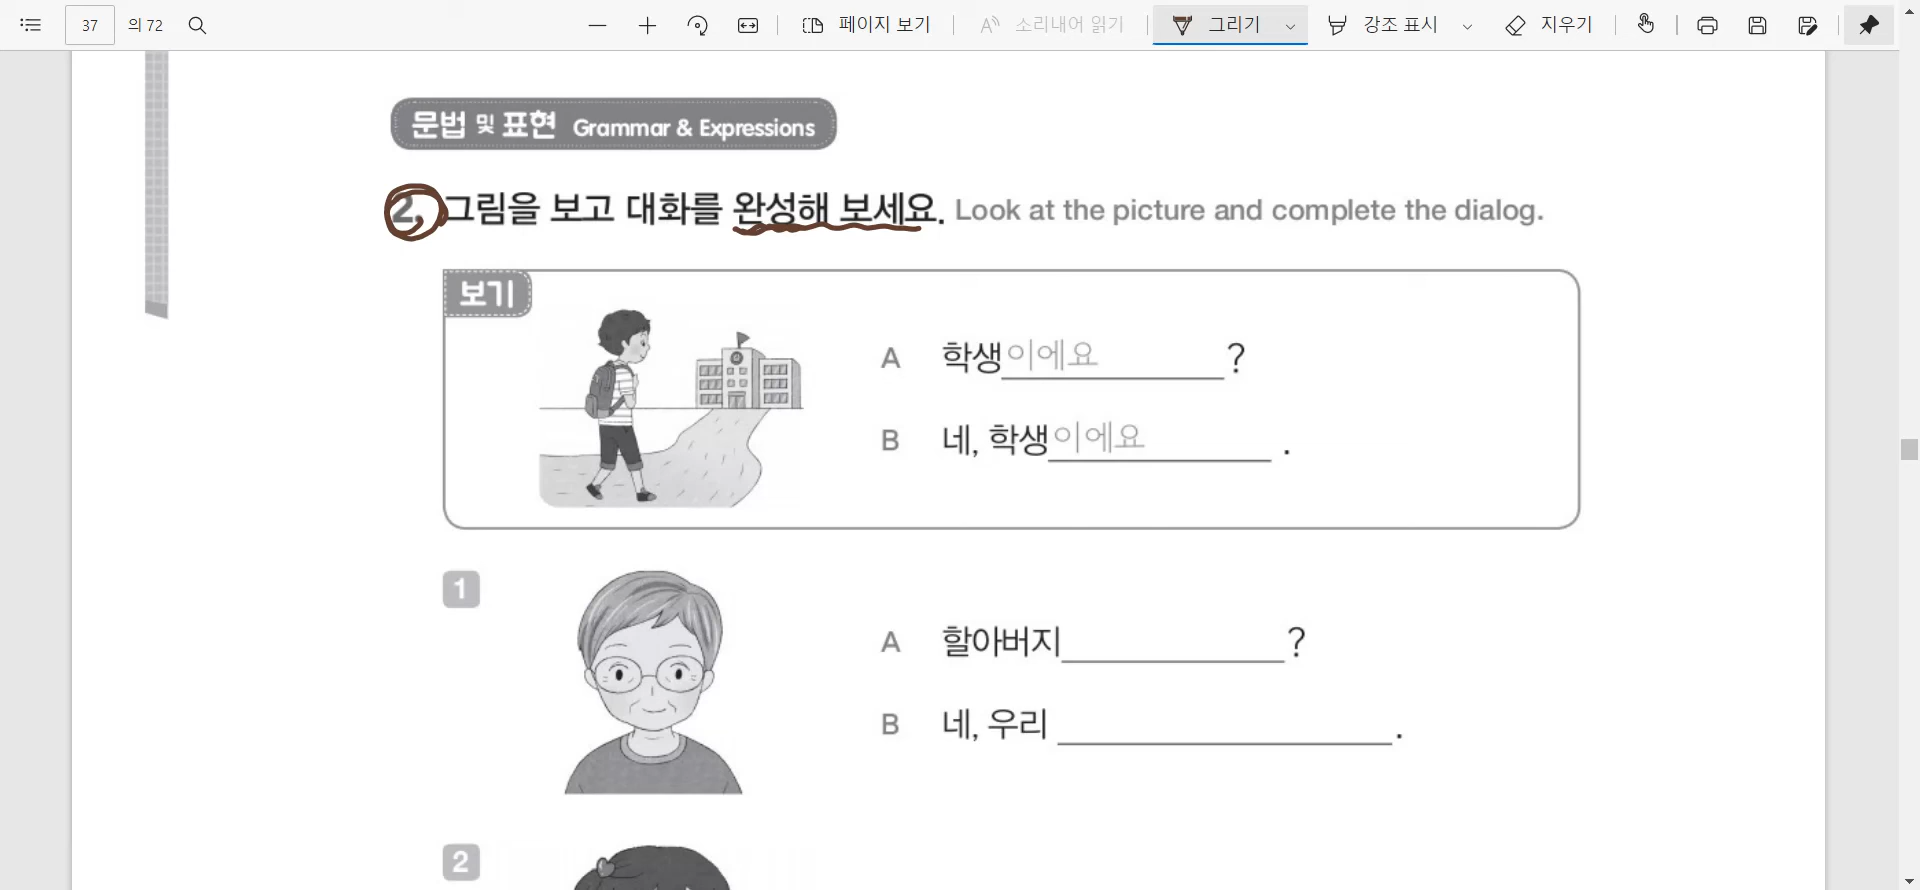 37 의 72 페이지 보기 소리내어 읽기 그리기 강조 표시 지우기
문법 및 표현 Grammar & Expressions
2. 그림을 보고 대화를 완성해 보세요. Look at the picture and complete the dialog.
보기
A 학생이에요 ?
B 네, 학생이에요 .
1
A 할아버지 ?
B 네, 우리 .
2